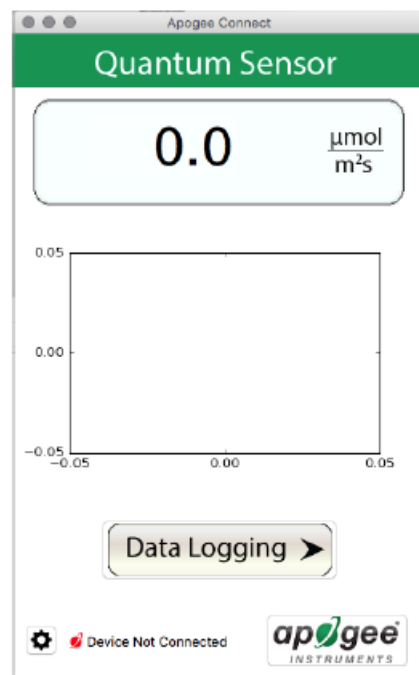 Apogee Connect
Quantum Sensor
0.0
µmol
m²s
0.05
0.00
−0.05
−0.05 0.00 0.05
Data Logging
Device Not Connected
apogee
INSTRUMENTS